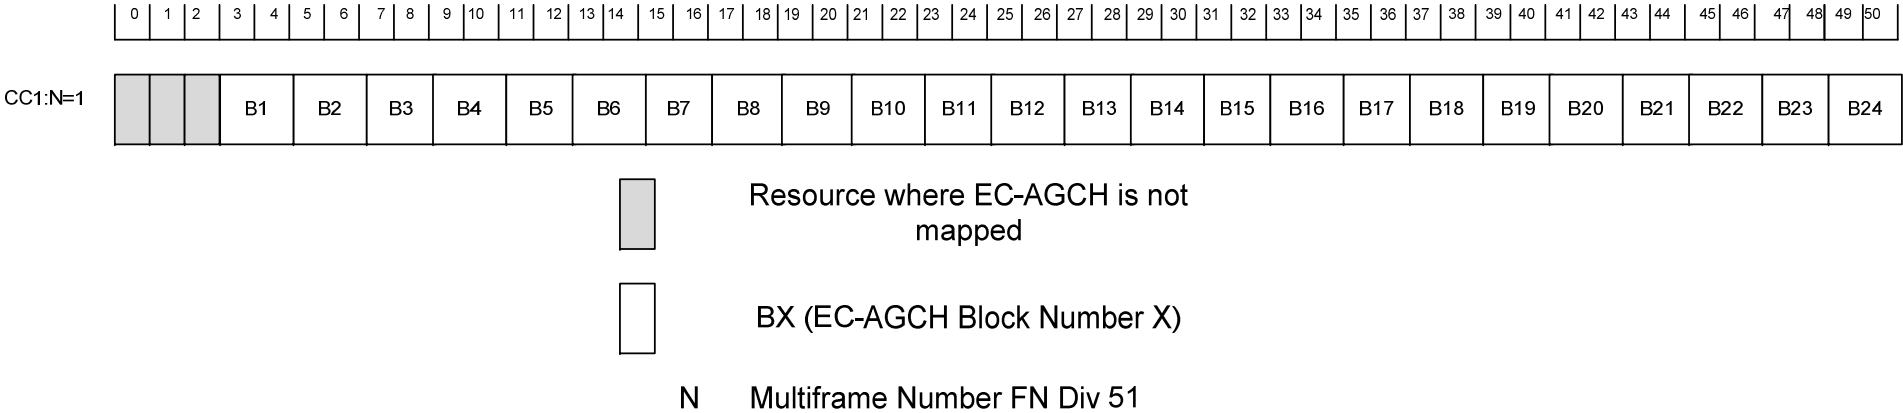 0 1 2 3 4 5 6 7 8 9 10 11 12 13 14 15 16 17 18 19 20 21 22 23 24 25 26 27 28 29 30 31 32 33 34 35 36 37 38 39 40 41 42 43 44 45 46 47 48 49 50
CC1:N=1 B1 B2 B3 B4 B5 B6 B7 B8 B9 B10 B11 B12 B13 B14 B15 B16 B17 B18 B19 B20 B21 B22 B23 B24
Resource where EC-AGCH is not
mapped
BX (EC-AGCH Block Number X)
N Multiframe Number FN Div 51